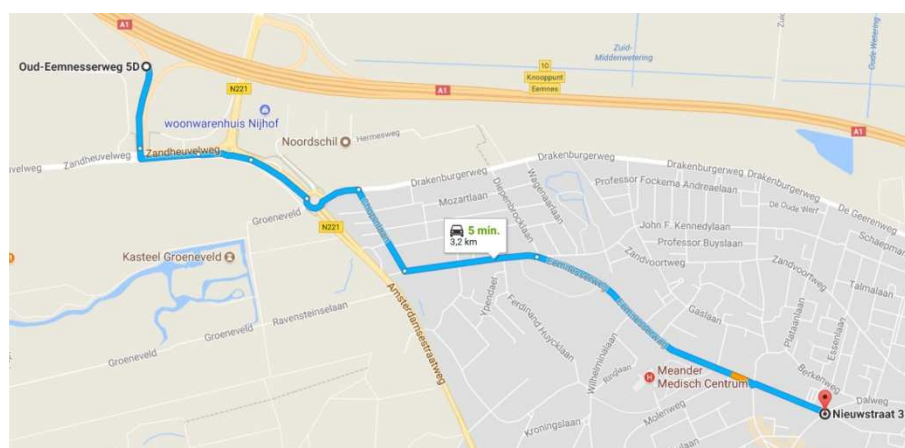 A1
Zuid-
Middenwetering
Oude Wetering
Oud-Eemnesserweg 5D
10
Knooppunt
Eemnes
N221
A1
woonwarenhuis Nijhof
Noordschil
Hermesweg
Zandheuvelweg
Zandheuvelweg
Drakenburgerweg
Drakenburgerweg
Drakenburgerweg
Wagenaarlaan
Diepenbrocklaan
Professor Fockema Andreaelaan
De Oude Werf
De Geerenweg
Mozartlaan
Groeneveld
N221
John F. Kennedylaan
Schaepman
5 min.
3,2 km
Professor Buyslaan
Kasteel Groeneveld
Zandvoortweg
Zandvoortweg
Eemnesserweg
Talmalaan
Ypendael
Ferdinand Huycklaan
Amsterdamsestraatweg
Ravensteinselaan
Eemnesserweg
Gaslaan
Plataanlaan
Essenlaan
Groeneveld
Groeneveld
Wilhelminalaan
Ringlaan
H
Meander
Medisch Centrum
Berkenweg
Dalweg
Molenweg
Nieuwstraat 3
Kroningslaan